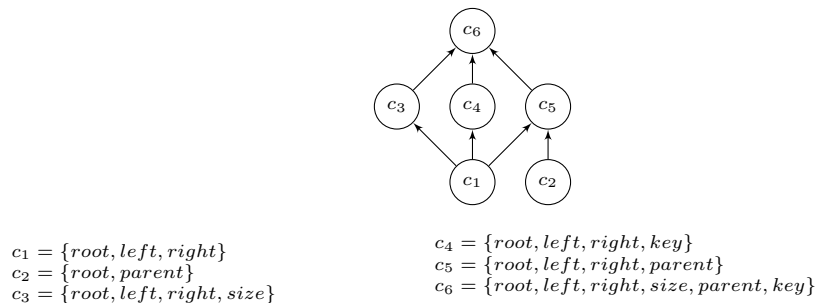 c6
c3
c4
c5
c1
c2
c1 = {root, left, right}
c2 = {root, parent}
c3 = {root, left, right, size}
c4 = {root, left, right, key}
c5 = {root, left, right, parent}
c6 = {root, left, right, size, parent, key}